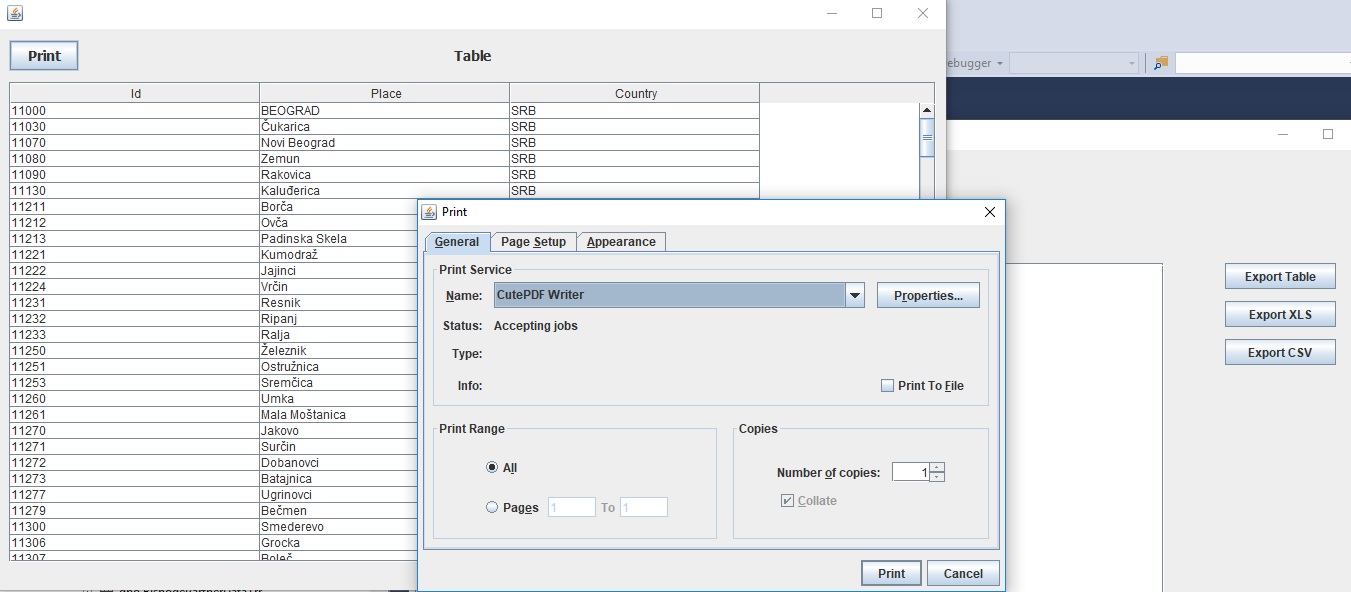 Print
Table
ebugger
Id Place Country
11000 BEOGRAD SRB
11030 Čukarica SRB
11070 Novi Beograd SRB
11080 Zemun SRB
11090 Rakovica SRB
11130 Kaluđerica SRB
11211 Borča
11212 Ovča
11213 Padinska Skela
11221 Kumodraž
11222 Jajinci
11224 Vrčin
11231 Resnik
11232 Ripanj
11233 Ralja
11250 Železnik
11251 Ostružnica
11253 Sremčica
11260 Umka
11261 Mala Moštanica
11270 Jakovo
11271 Surčin
11272 Dobanovci
11273 Batajnica
11277 Ugrinovci
11279 Bečmen
11300 Smederevo
11306 Grocka
11307 Boleč
Print
General Page Setup Appearance
Print Service
Name: CutePDF Writer Properties...
Status: Accepting jobs
Type:
Info: Print To File
Print Range
All
Pages 1 To 1
Copies
Number of copies: 1
Collate
Print Cancel
Export Table
Export XLS
Export CSV